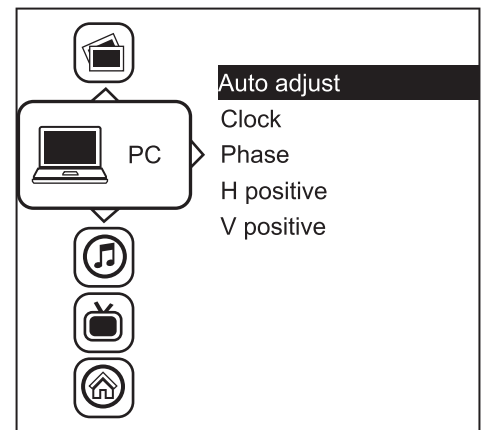 Auto adjust
Clock
PC
Phase
H positive
V positive